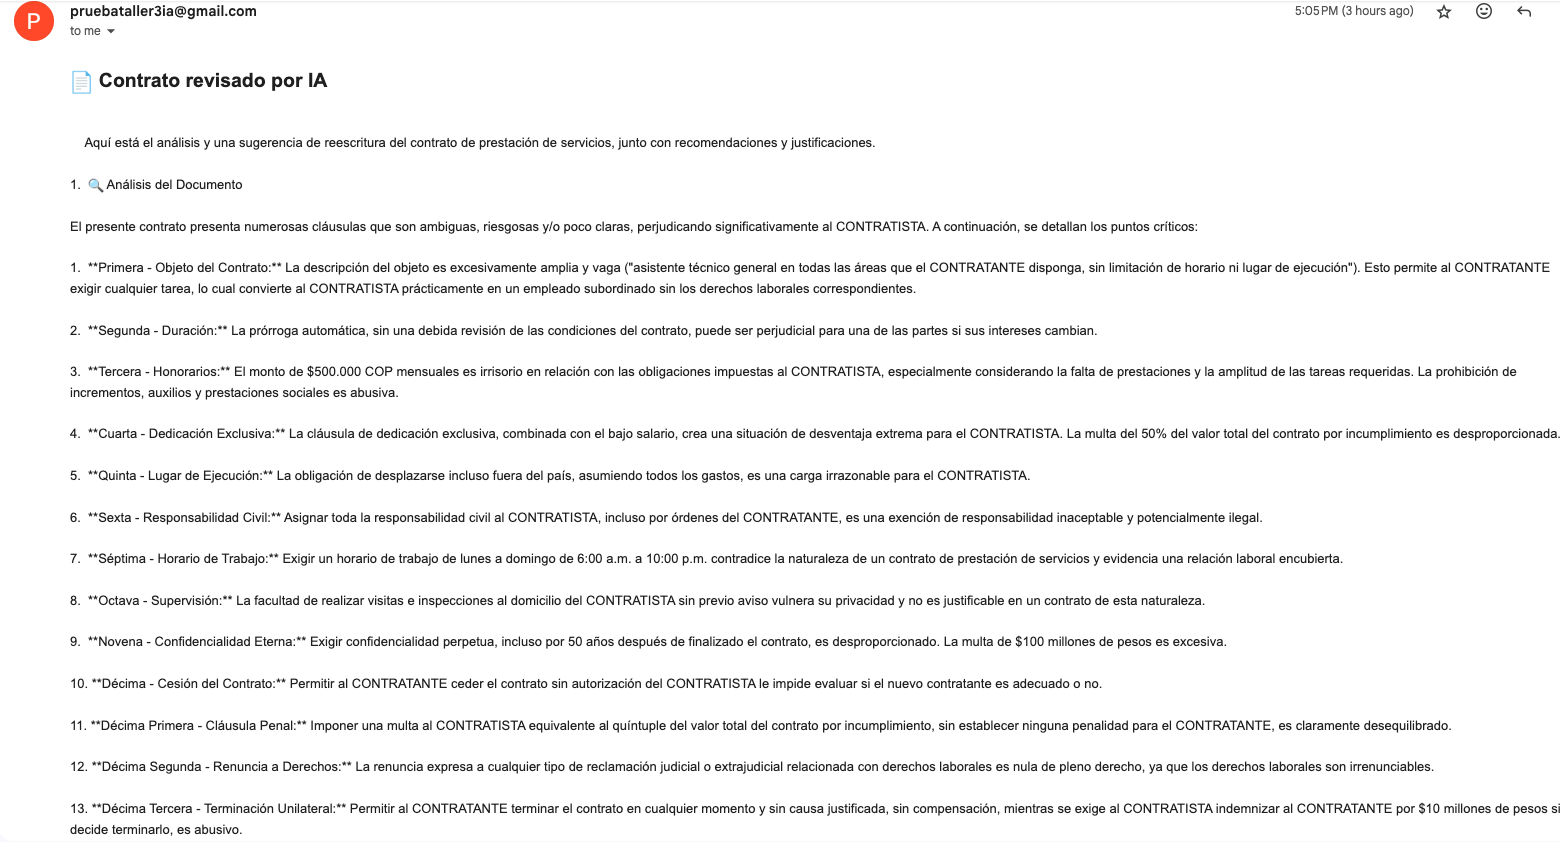 P
pruebataller3ia@gmail.com
5:05 PM (3 hours ago)
to me
Contrato revisado por IA
Aquí está el análisis y una sugerencia de reescritura del contrato de prestación de servicios, junto con recomendaciones y justificaciones.
1. Análisis del Documento
El presente contrato presenta numerosas cláusulas que son ambiguas, riesgosas y/o poco claras, perjudicando significativamente al CONTRATISTA. A continuación, se detallan los puntos críticos:
1. **Primera - Objeto del Contrato:** La descripción del objeto es excesivamente amplia y vaga ("asistente técnico general en todas las áreas que el CONTRATANTE disponga, sin limitación de horario ni lugar de ejecución"). Esto permite al CONTRATANTE
exigir cualquier tarea, lo cual convierte al CONTRATISTA prácticamente en un empleado subordinado sin los derechos laborales correspondientes.
2. **Segunda - Duración:** La prórroga automática, sin una debida revisión de las condiciones del contrato, puede ser perjudicial para una de las partes si sus intereses cambian.
3. **Tercera - Honorarios:** El monto de $500.000 COP mensuales es irrisorio en relación con las obligaciones impuestas al CONTRATISTA, especialmente considerando la falta de prestaciones y la amplitud de las tareas requeridas. La prohibición de
incrementos, auxilios y prestaciones sociales es abusiva.
4. **Cuarta - Dedicación Exclusiva:** La cláusula de dedicación exclusiva, combinada con el bajo salario, crea una situación de desventaja extrema para el CONTRATISTA. La multa del 50% del valor total del contrato por incumplimiento es desproporcionada.
5. **Quinta - Lugar de Ejecución:** La obligación de desplazarse incluso fuera del país, asumiendo todos los gastos, es una carga irrazonable para el CONTRATISTA.
6. **Sexta - Responsabilidad Civil:** Asignar toda la responsabilidad civil al CONTRATISTA, incluso por órdenes del CONTRATANTE, es una exención de responsabilidad inaceptable y potencialmente ilegal.
7. **Séptima - Horario de Trabajo:** Exigir un horario de trabajo de lunes a domingo de 6:00 a.m. a 10:00 p.m. contradice la naturaleza de un contrato de prestación de servicios y evidencia una relación laboral encubierta.
8. **Octava - Supervisión:** La facultad de realizar visitas e inspecciones al domicilio del CONTRATISTA sin previo aviso vulnera su privacidad y no es justificable en un contrato de esta naturaleza.
9. **Novena - Confidencialidad Eterna:** Exigir confidencialidad perpetua, incluso por 50 años después de finalizado el contrato, es desproporcionado. La multa de $100 millones de pesos es excesiva.
10. **Décima - Cesión del Contrato:** Permitir al CONTRATANTE ceder el contrato sin autorización del CONTRATISTA le impide evaluar si el nuevo contratante es adecuado o no.
11. **Décima Primera - Cláusula Penal:** Imponer una multa al CONTRATISTA equivalente al quíntuple del valor total del contrato por incumplimiento, sin establecer ninguna penalidad para el CONTRATANTE, es claramente desequilibrado.
12. **Décima Segunda - Renuncia a Derechos:** La renuncia expresa a cualquier tipo de reclamación judicial o extrajudicial relacionada con derechos laborales es nula de pleno derecho, ya que los derechos laborales son irrenunciables.
13. **Décima Tercera - Terminación Unilateral:** Permitir al CONTRATANTE terminar el contrato en cualquier momento y sin causa justificada, sin compensación, mientras se exige al CONTRATISTA indemnizar al CONTRATANTE por $10 millones de pesos si
decide terminarlo, es abusivo.